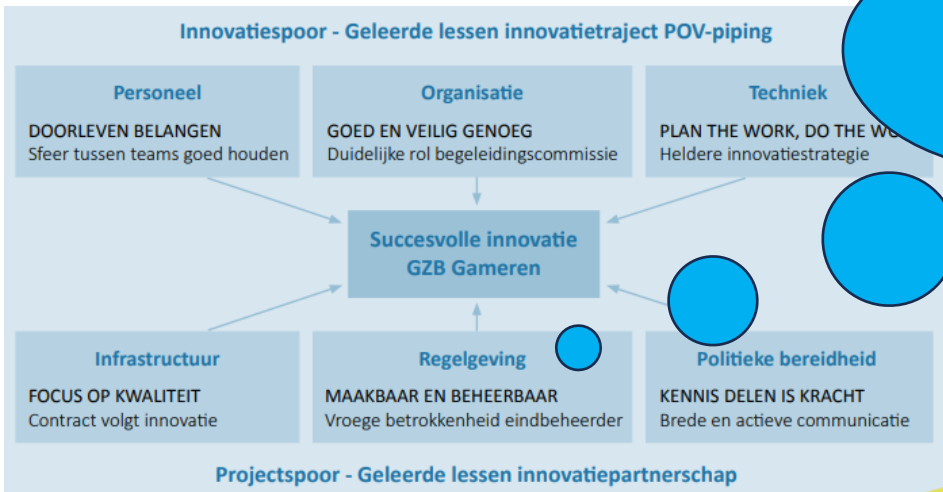 Innovatiespoor - Geleerde lessen innovatietraject POV-piping
Personeel
DOORLEVEN BELANGEN
Sfeer tussen teams goed houden
Organisatie
GOED EN VEILIG GENOEG
Duidelijke rol begeleidingscommissie
Techniek
PLAN THE WORK, DO THE
Heldere innovatiestrategie
Succesvolle innovatie
GZB Gameren
Infrastructuur
FOCUS OP KWALITEIT
Contract volgt innovatie
Regelgeving
MAAKBAAR EN BEHEERBAAR
Vroege betrokkenheid eindbeheerder
Politieke bereidheid
KENNIS DELEN IS KRACHT
Brede en actieve communicatie
Projectspoor - Geleerde lessen innovatiepartnerschap